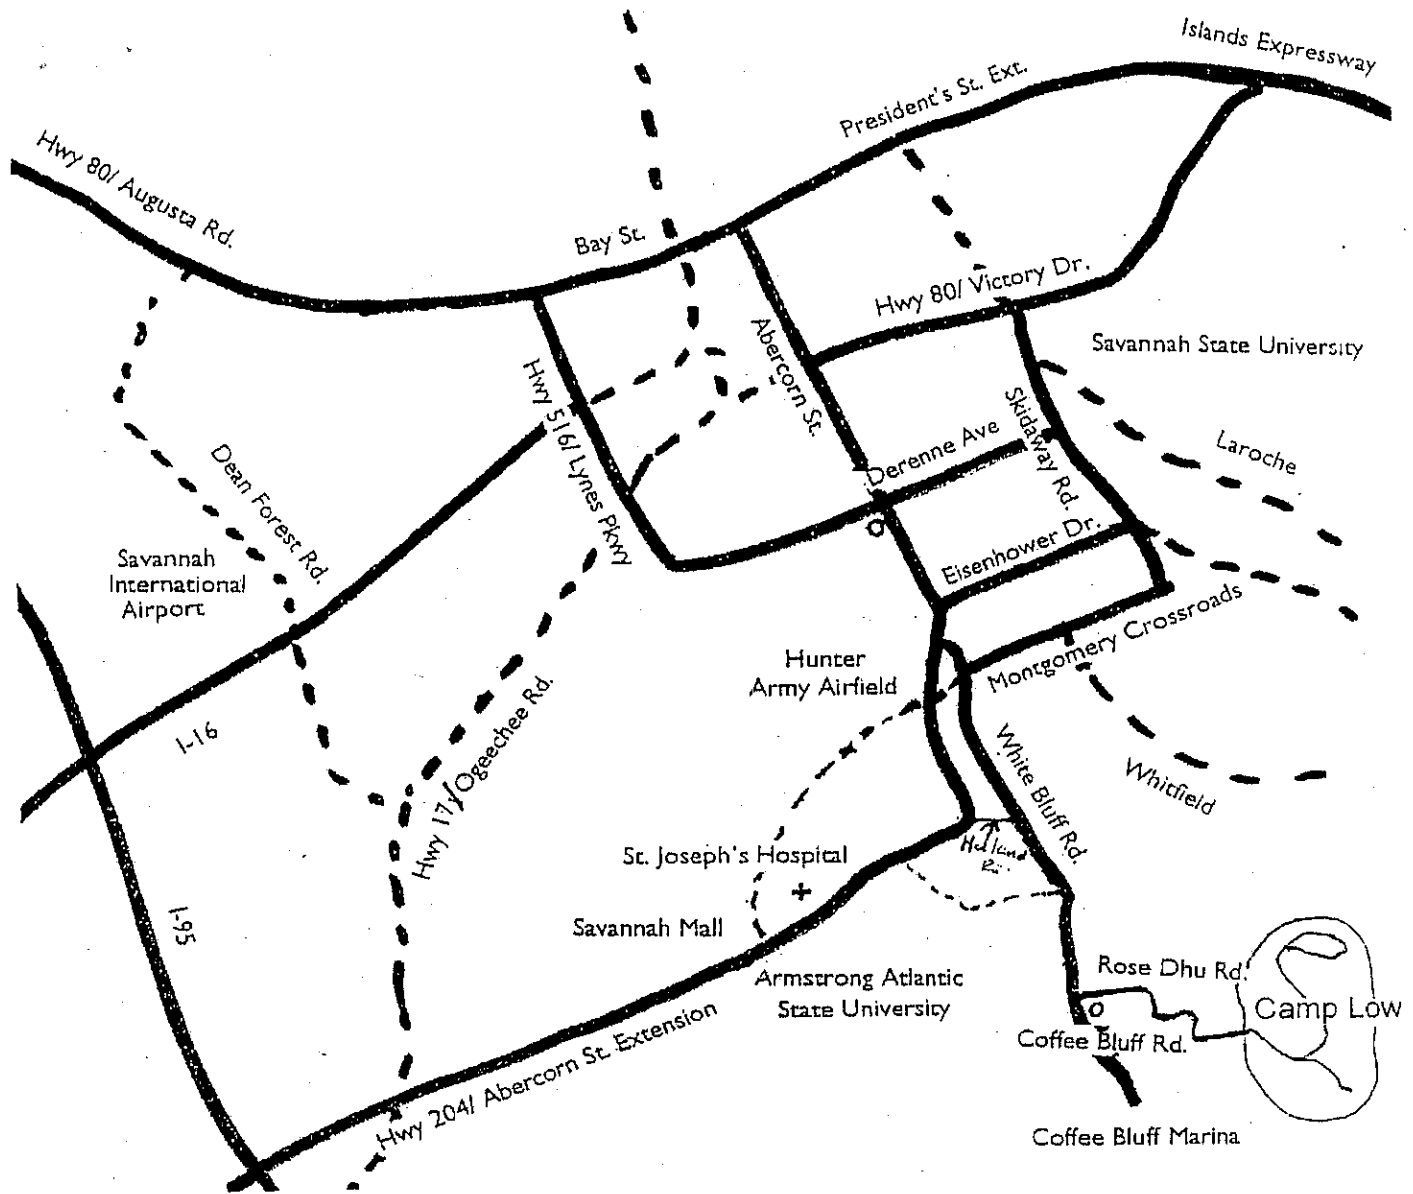 Islands Expressway
President's St. Ext.
Hwy 80/ Augusta Rd.
Bay St.
Hwy 80/ Victory Dr.
Abercorn St.
Savannah State University
Hwy 516/ Lynes Pkwy
Skidaway Rd.
Derenne Ave
Laroche
Dean Forest Rd.
Eisenhower Dr.
Savannah
International
Airport
Montgomery Crossroads
Hunter
Army Airfield
I-16
Hwy 17/Ogeechee Rd.
White Bluff Rd.
Whitfield
St. Joseph's Hospital
I-95
Savannah Mall
Armstrong Atlantic
State University
Rose Dhu Rd.
Camp Low
Coffee Bluff Rd.
Hwy 204/ Abercorn St. Extension
Coffee Bluff Marina